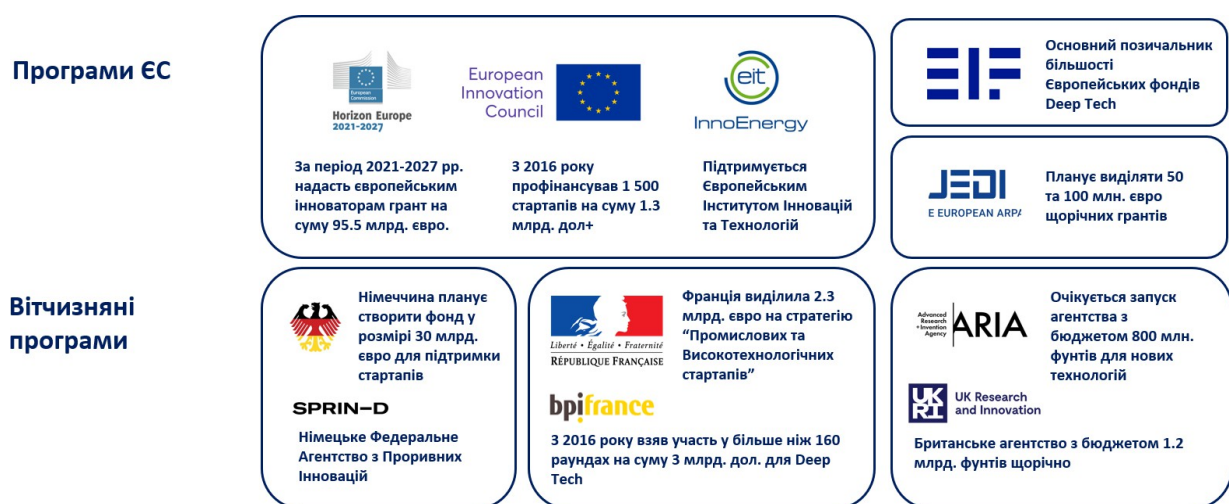 Програми ЄС
European
Commission
Horizon Europe
2021-2027
За період 2021-2027 рр.
надасть європейським
інноваторам грант на
суму 95.5 млрд. євро.
European
Innovation
Council
З 2016 року
профінансував 1 500
стартапів на суму 1.3
млрд. дол+
eit
InnoEnergy
Підтримується
Європейським
Інститутом Інновацій
та Технологій
EIF
Основний позичальник
більшості
Європейських фондів
Deep Tech
JEDI
E EUROPEAN ARPA
Планує виділяти 50
та 100 млн. євро
щорічних грантів
Вітчизняні
програми
Німеччина планує
створити фонд у
розмірі 30 млрд.
євро для підтримки
стартапів
SPRIN–D
Німецьке Федеральне
Агентство з Проривних
Інновацій
Liberté • Égalité • Fraternité
RÉPUBLIQUE FRANÇAISE
Франція виділила 2.3
млрд. євро на стратегію
“Промислових та
Високотехнологічних
стартапів”
bpifrance
З 2016 року взяв участь у більше ніж 160
раундах на суму 3 млрд. дол. для Deep
Tech
Advanced
Research
+Invention
Agency
ARIA
Очікується запуск
агентства з
бюджетом 800 млн.
фунтів для нових
технологій
UK
RI
UK Research
and Innovation
Британське агентство з бюджетом 1.2
млрд. фунтів щорічно